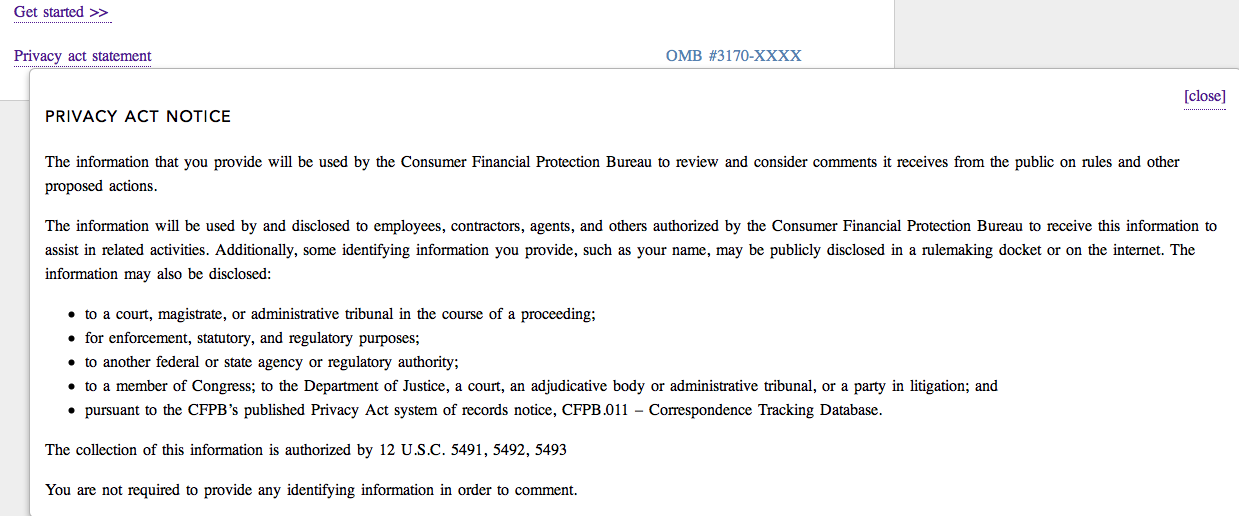 Get started >>
Privacy act statement
OMB #3170-XXXX
[close]
PRIVACY ACT NOTICE
The information that you provide will be used by the Consumer Financial Protection Bureau to review and consider comments it receives from the public on rules and other
proposed actions.
The information will be used by and disclosed to employees, contractors, agents, and others authorized by the Consumer Financial Protection Bureau to receive this information to
assist in related activities. Additionally, some identifying information you provide, such as your name, may be publicly disclosed in a rulemaking docket or on the internet. The
information may also be disclosed:
• to a court, magistrate, or administrative tribunal in the course of a proceeding;
• for enforcement, statutory, and regulatory purposes;
• to another federal or state agency or regulatory authority;
• to a member of Congress; to the Department of Justice, a court, an adjudicative body or administrative tribunal, or a party in litigation; and
• pursuant to the CFPB’s published Privacy Act system of records notice, CFPB.011 – Correspondence Tracking Database.
The collection of this information is authorized by 12 U.S.C. 5491, 5492, 5493
You are not required to provide any identifying information in order to comment.